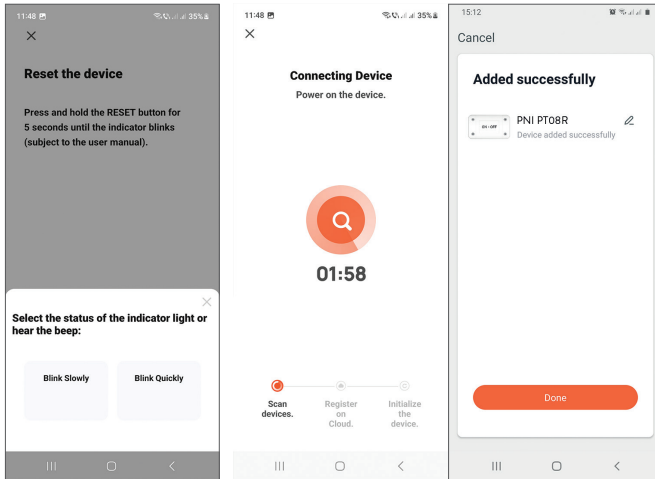 11:48 35%
Reset the device
Press and hold the RESET button for
5 seconds until the indicator blinks
(subject to the user manual).
Select the status of the indicator light or
hear the beep:
Blink Slowly
Blink Quickly
11:48 35%
Connecting Device
Power on the device.
01:58
Scan
devices.
Register
on
Cloud.
Initialize
the
device.
15:12
Cancel
Added successfully
ON - OFF
PNI PT08R
Device added successfully
Done